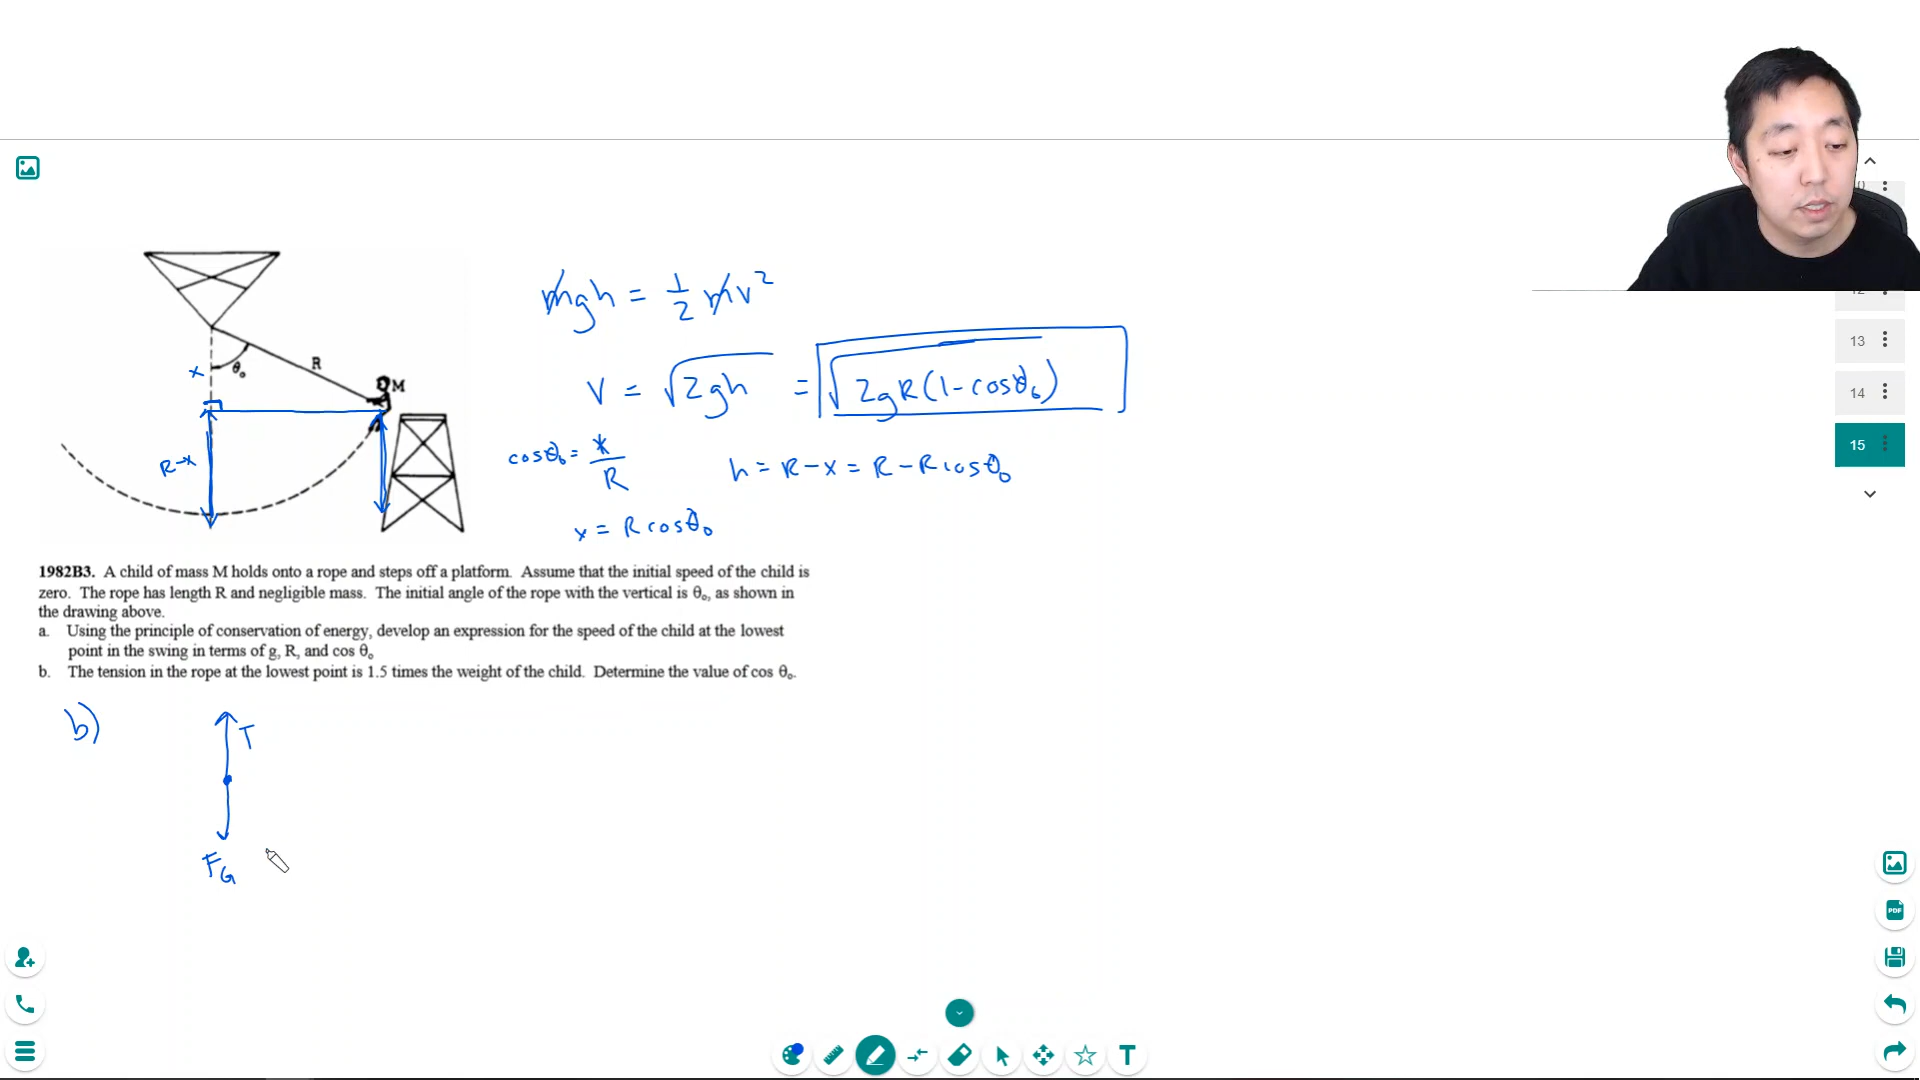 x
θ₀
R
M
R-x
mgh = 1/2 mv²
v = √2gh = √2gR(1-cosθ₀)
cosθ₀ = x/R
h = R-x = R-Rcosθ₀
x = Rcosθ₀
1982B3. A child of mass M holds onto a rope and steps off a platform. Assume that the initial speed of the child is
zero. The rope has length R and negligible mass. The initial angle of the rope with the vertical is θₒ, as shown in
the drawing above.
a. Using the principle of conservation of energy, develop an expression for the speed of the child at the lowest
point in the swing in terms of g, R, and cos θₒ
b. The tension in the rope at the lowest point is 1.5 times the weight of the child. Determine the value of cos θₒ.
b)
T
F_G
13
14
15
PDF
T